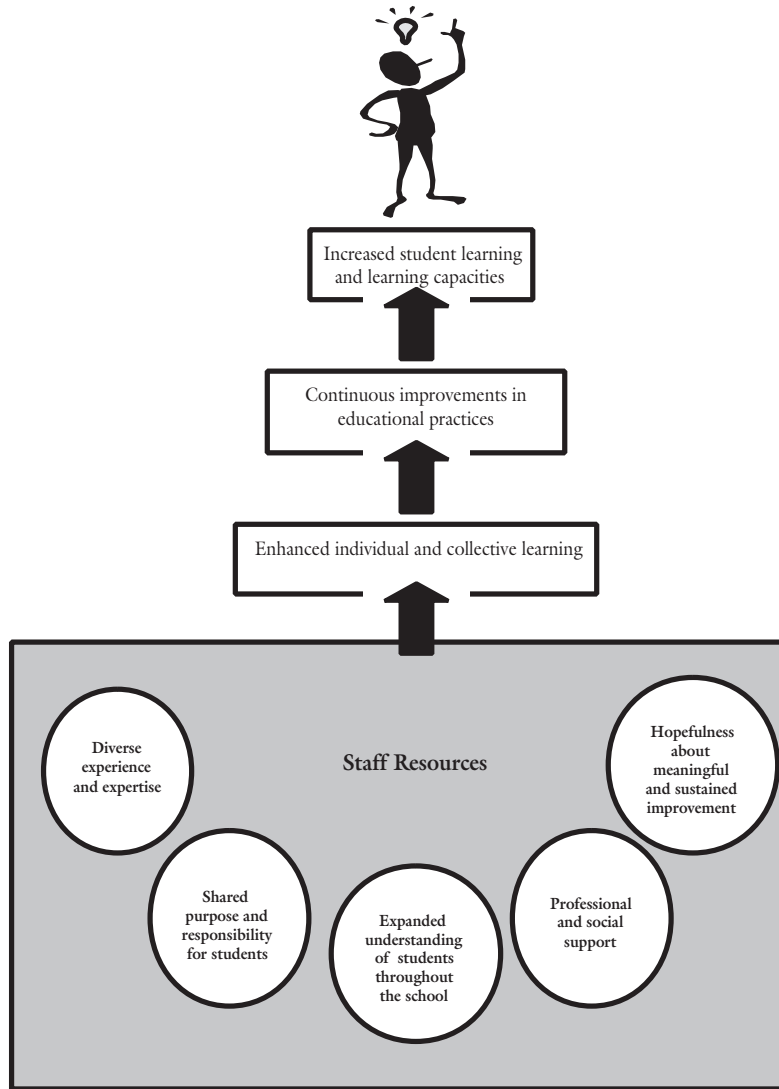 Increased student learning
and learning capacities
Continuous improvements in
educational practices
Enhanced individual and collective learning
Staff Resources
Diverse
experience
and expertise
Shared
purpose and
responsibility
for students
Expanded
understanding
of students
throughout
the school
Professional
and social
support
Hopefulness
about
meaningful
and sustained
improvement